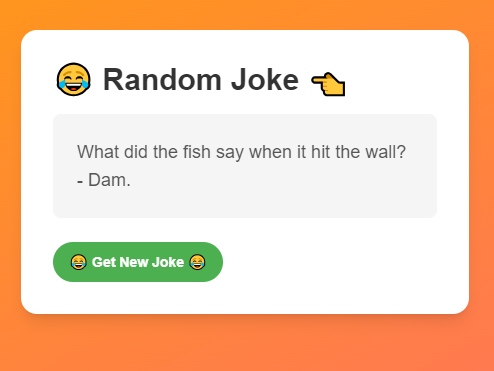 😂 Random Joke 👈
What did the fish say when it hit the wall?
- Dam.
😂 Get New Joke 😂